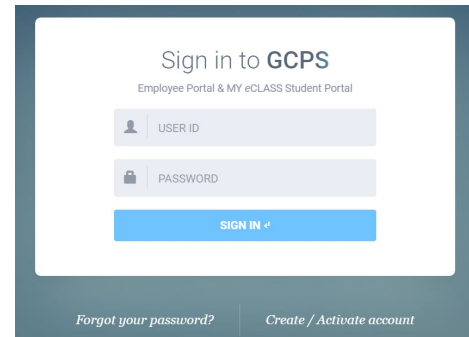 Sign in to GCPS
Employee Portal & MY eCLASS Student Portal
USER ID
PASSWORD
SIGN IN ↵
Forgot your password? Create / Activate account